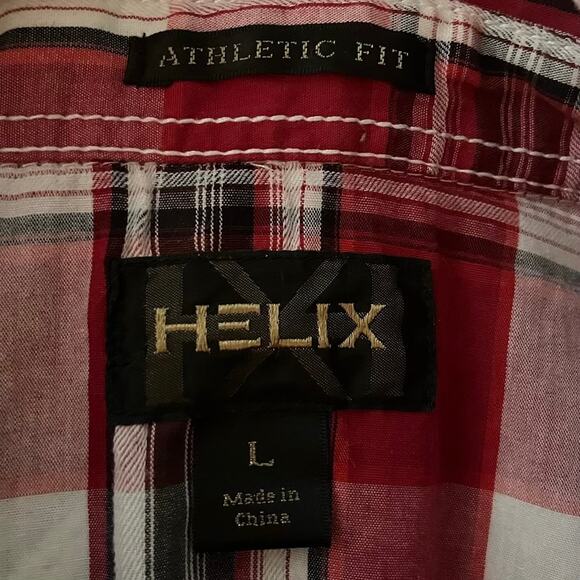 ATHLETIC FIT
HELIX
L
Made in
China